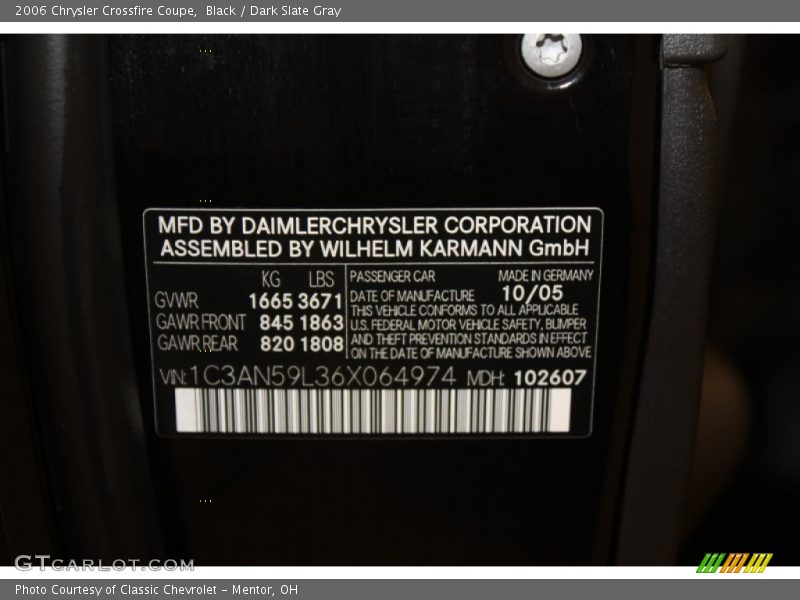 2006 Chrysler Crossfire Coupe,  Black / Dark Slate Gray
MFD BY DAIMLERCHRYSLER CORPORATION
ASSEMBLED BY WILHELM KARMANN GmbH
KG LBS
GVWR 1665 3671
GAWR FRONT 845 1863
GAWR REAR 820 1808
PASSENGER CAR MADE IN GERMANY
DATE OF MANUFACTURE 10/05
THIS VEHICLE CONFORMS TO ALL APPLICABLE
U.S. FEDERAL MOTOR VEHICLE SAFETY, BUMPER
AND THEFT PREVENTION STANDARDS IN EFFECT
ON THE DATE OF MANUFACTURE SHOWN ABOVE
VIN: 1C3AN59L36X064974 MDH: 102607
GTCARLOT.COM
Photo Courtesy of Classic Chevrolet - Mentor, OH